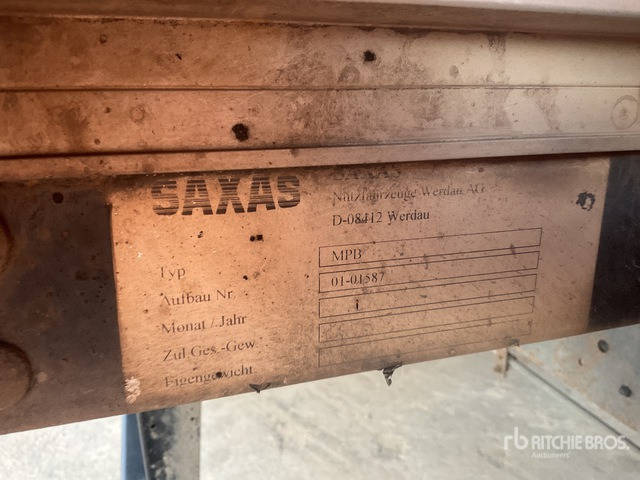 SAXAS
SAXAS
Nutzfahrzeuge Werdau AG
D-08412 Werdau
Typ
MPB
Aufbau Nr.
01-01587
Monat / Jahr
Zul.Ges.-Gew
Eigengewicht
rb RITCHIE BROS.
Auctioneers